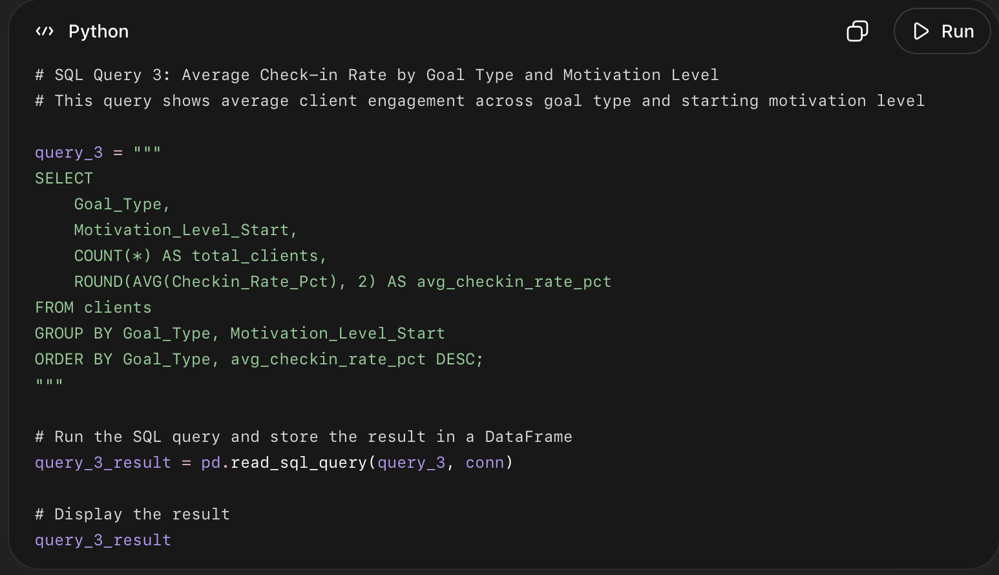 </> Python
Run
# SQL Query 3: Average Check-in Rate by Goal Type and Motivation Level
# This query shows average client engagement across goal type and starting motivation level
query_3 = """
SELECT
    Goal_Type,
    Motivation_Level_Start,
    COUNT(*) AS total_clients,
    ROUND(AVG(Checkin_Rate_Pct), 2) AS avg_checkin_rate_pct
FROM clients
GROUP BY Goal_Type, Motivation_Level_Start
ORDER BY Goal_Type, avg_checkin_rate_pct DESC;
"""
# Run the SQL query and store the result in a DataFrame
query_3_result = pd.read_sql_query(query_3, conn)
# Display the result
query_3_result